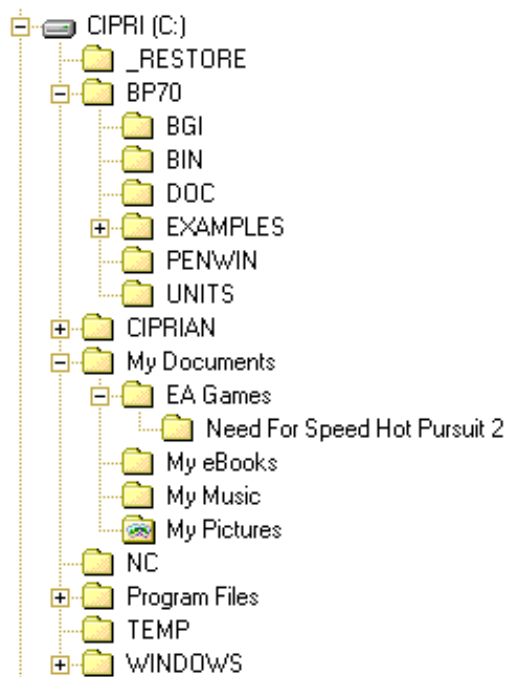 CIPRI (C:)
_RESTORE
BP70
BGI
BIN
DOC
EXAMPLES
PENWIN
UNITS
CIPRIAN
My Documents
EA Games
Need For Speed Hot Pursuit 2
My eBooks
My Music
My Pictures
NC
Program Files
TEMP
WINDOWS